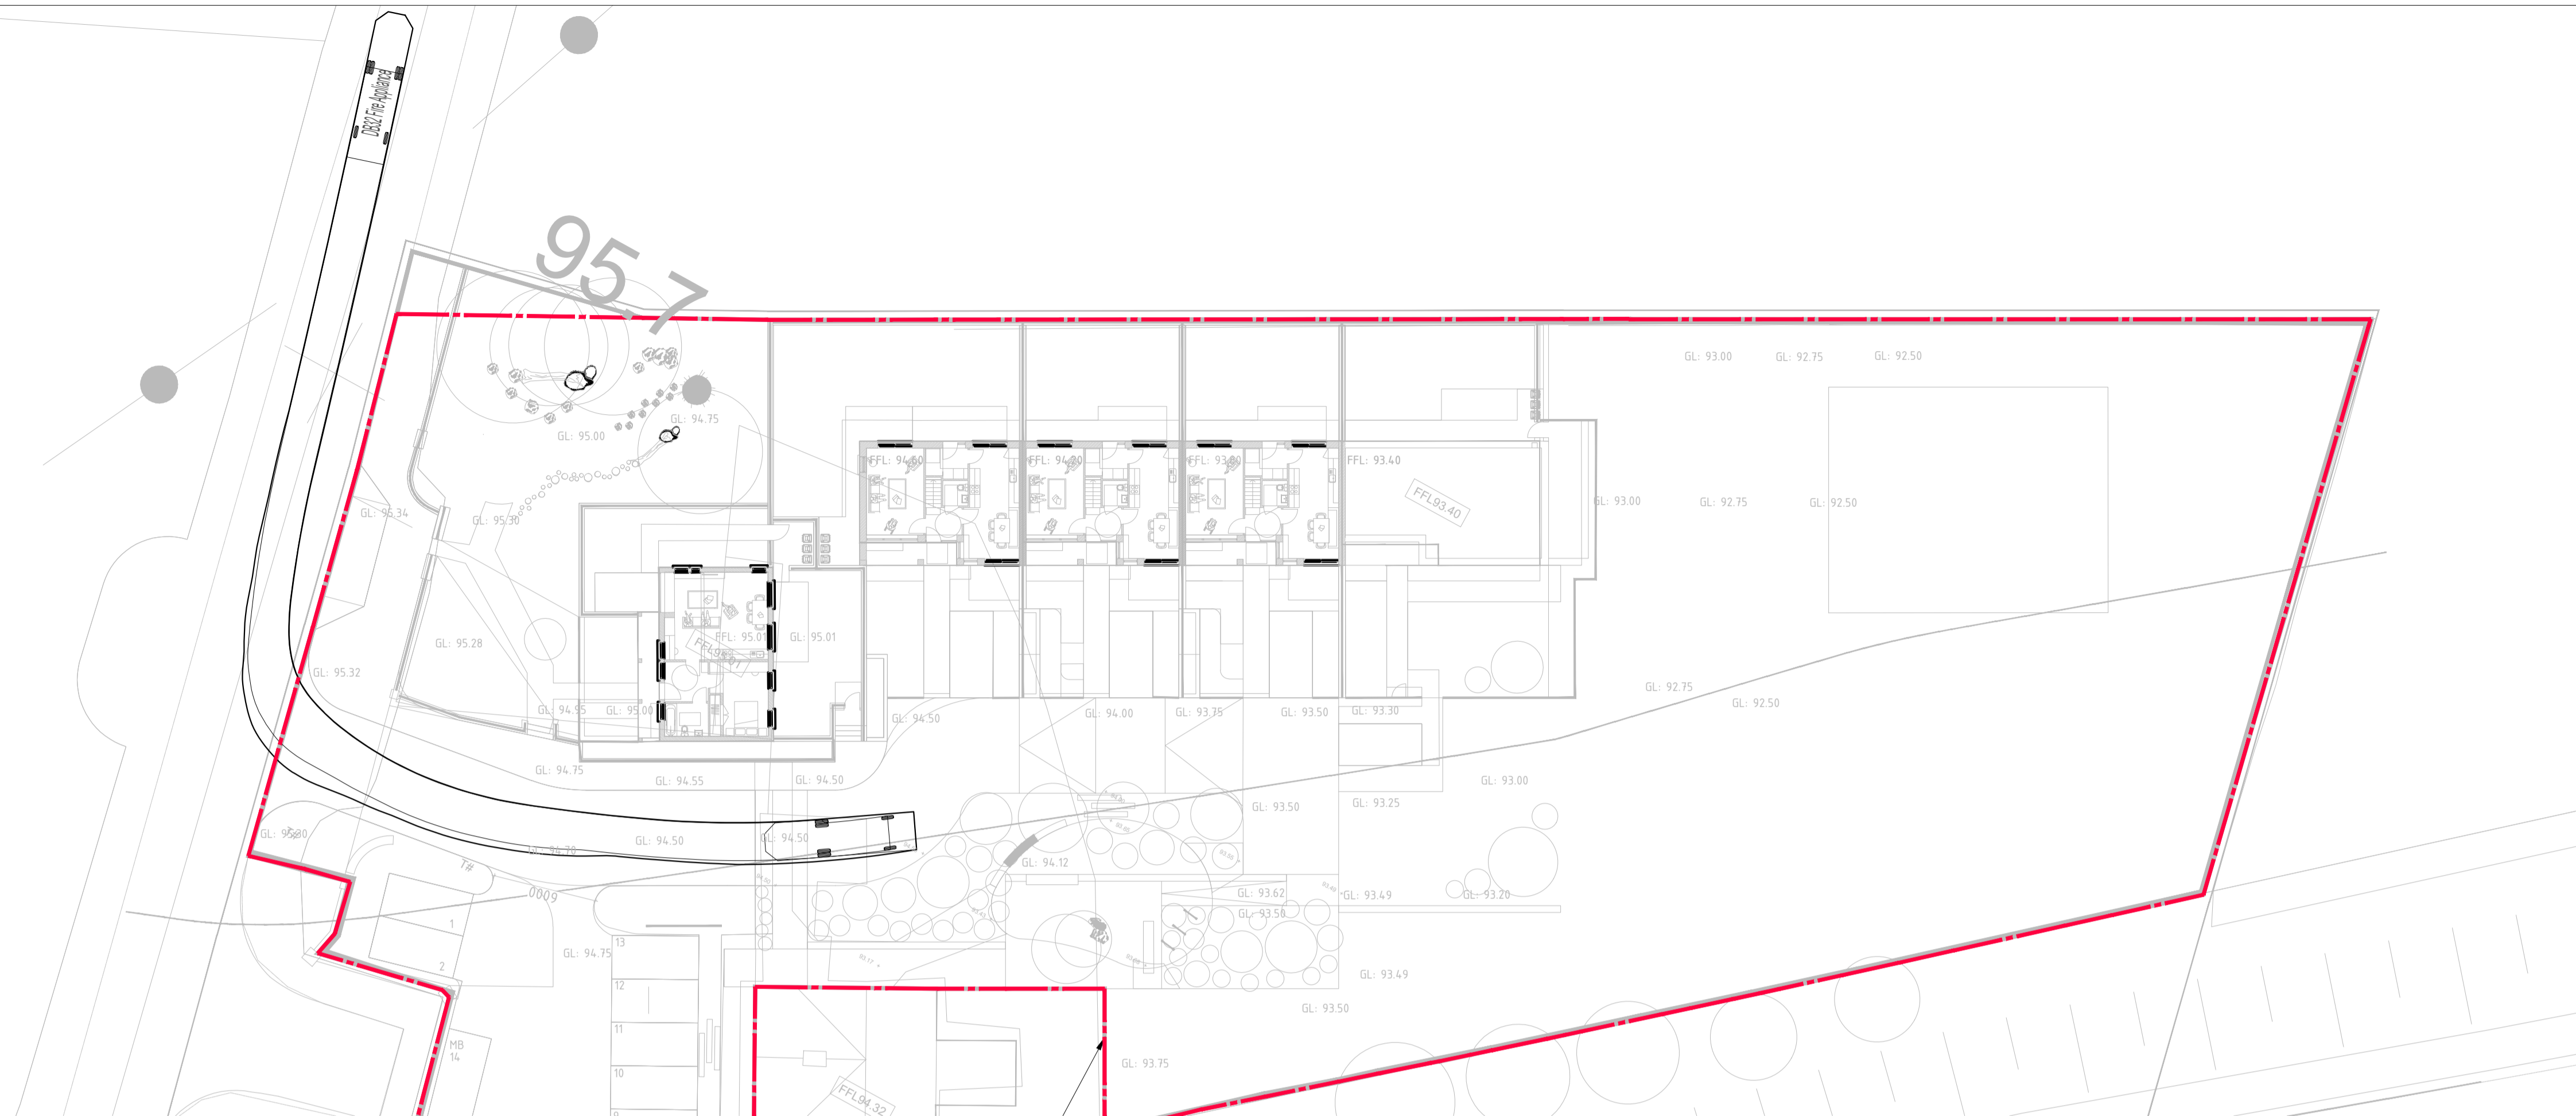 DB32 Fire Appliance
95.7
GL: 93.00
GL: 92.75
GL: 92.50
GL: 94.75
GL: 95.00
FFL: 94.60
FFL: 94.20
FFL: 93.80
FFL: 93.40
FFL93.40
GL: 93.00
GL: 92.75
GL: 92.50
GL: 95.34
GL: 95.30
GL: 95.28
FFL: 95.01
FFL95.01
GL: 95.01
GL: 95.32
GL: 94.95
GL: 95.00
GL: 94.50
GL: 94.00
GL: 93.75
GL: 93.50
GL: 93.30
GL: 92.75
GL: 92.50
GL: 94.75
GL: 94.55
GL: 94.50
GL: 93.00
GL: 93.50
GL: 93.25
GL: 95.30
GL: 94.50
GL: 94.50
GL: 94.70
GL: 94.12
T#
T#
0009
GL: 93.62
GL: 93.49
GL: 93.20
GL: 93.50
1
2
13
GL: 94.75
93.17
GL: 93.49
12
GL: 93.50
11
MB
14
GL: 93.75
10
FFL94.32